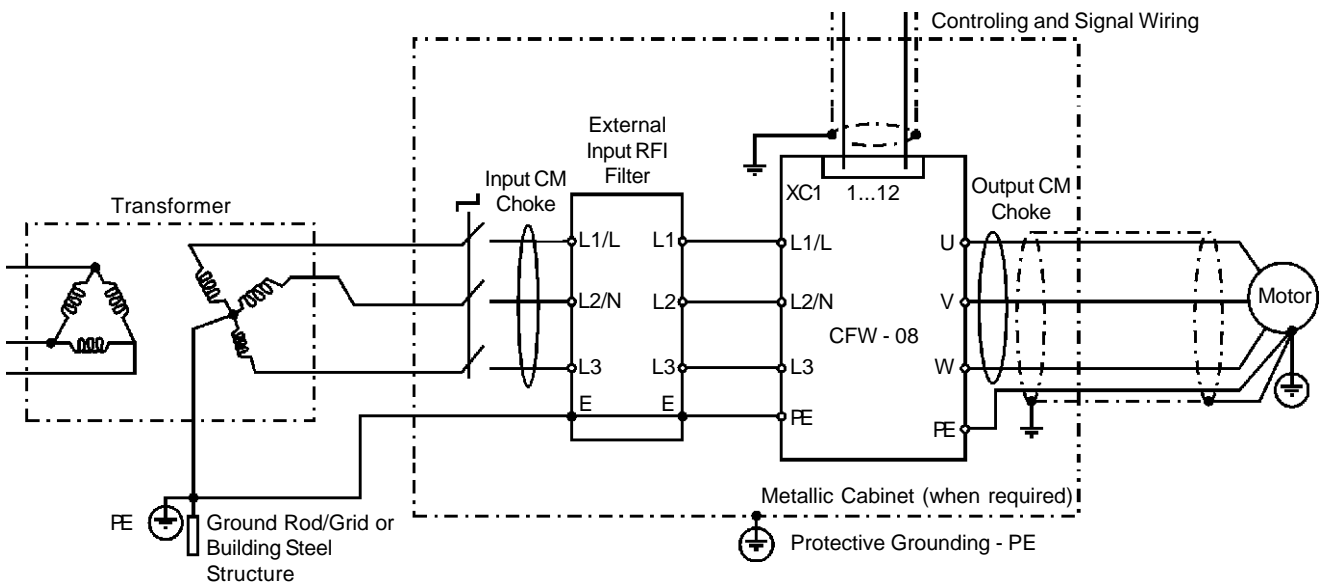 Controling and Signal Wiring
External
Input RFI
Filter
Input CM
Choke
XC1 1...12
Output CM
Choke
Transformer
L1/L L1 L1/L U
L2/N L2 L2/N V
CFW - 08
Motor
L3 L3 L3 W
E E PE PE
Metallic Cabinet (when required)
PE
Ground Rod/Grid or
Building Steel
Structure
Protective Grounding - PE